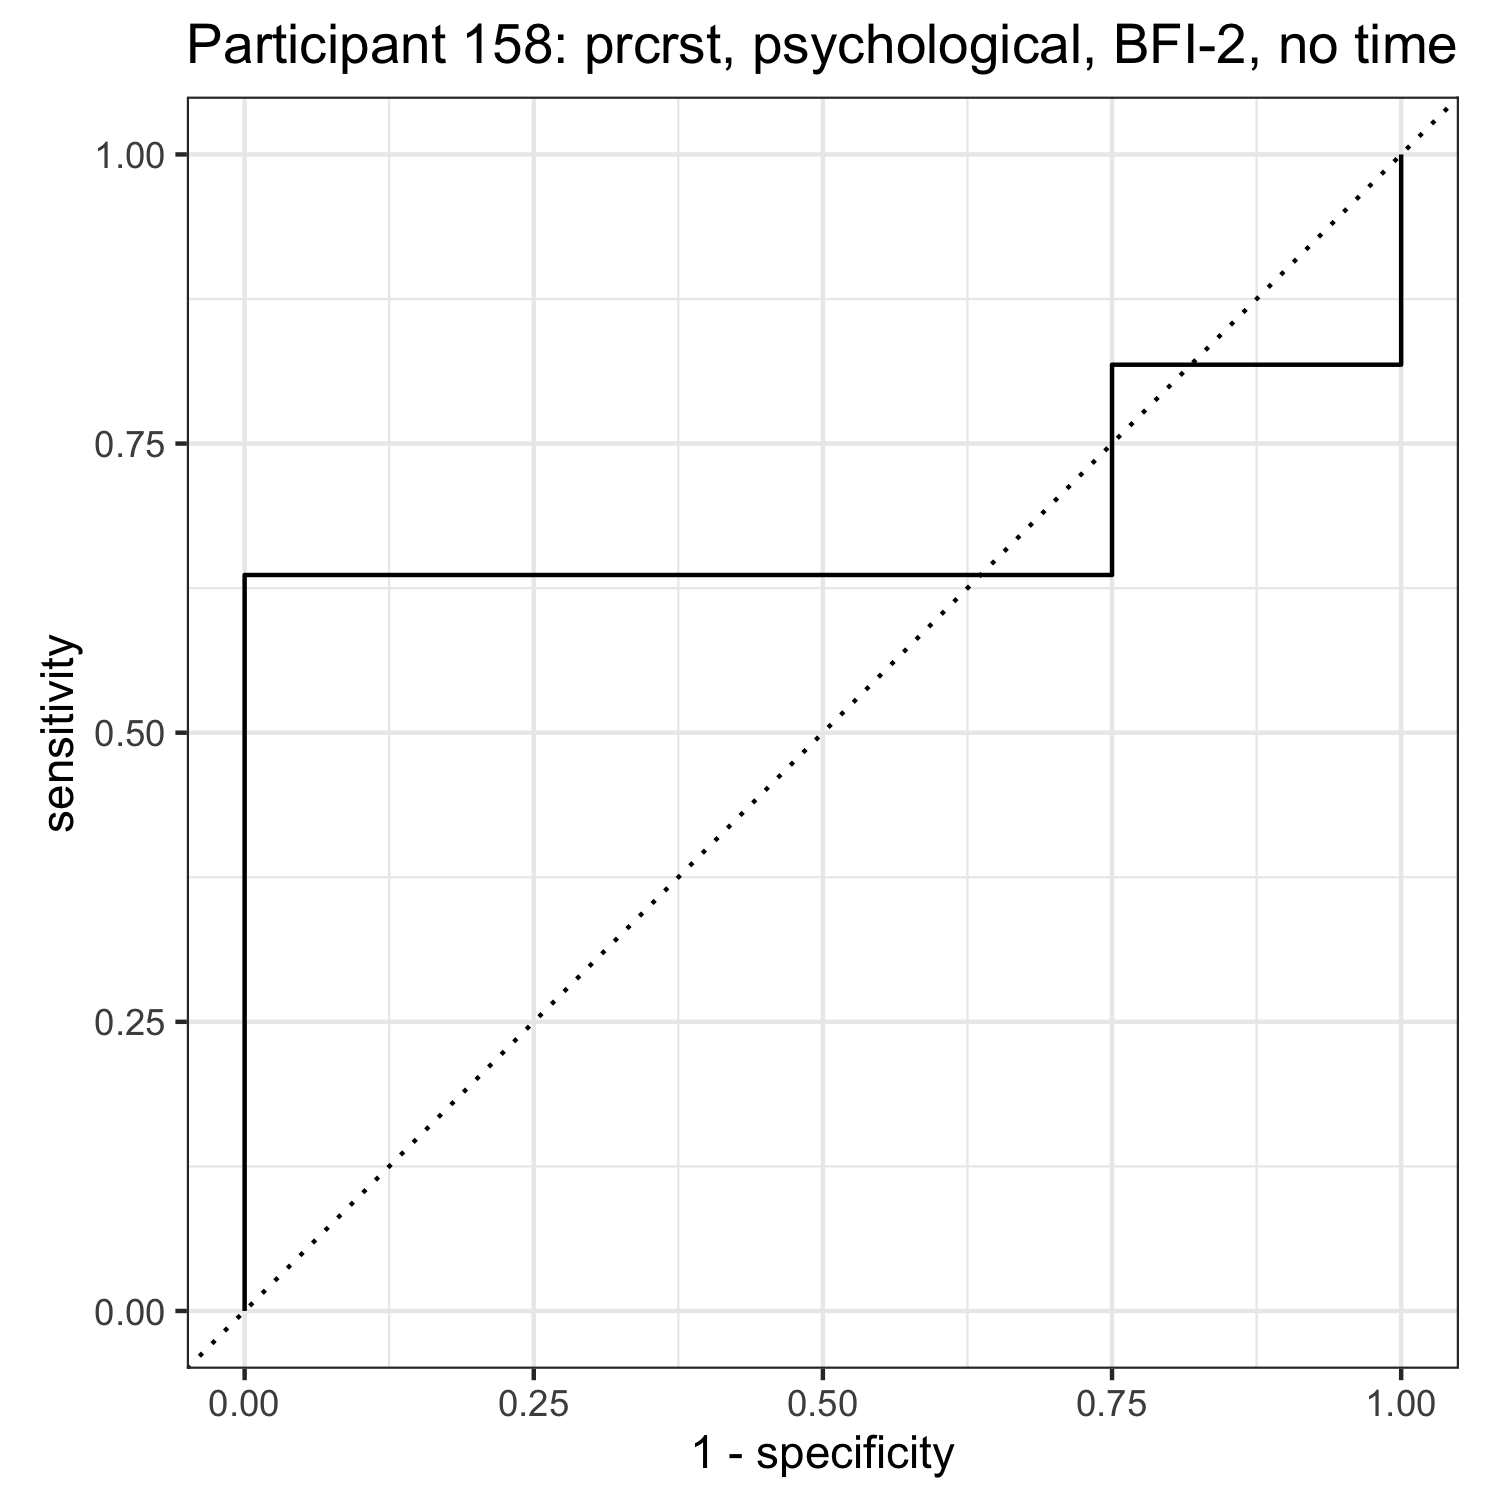 Participant 158: prcrst, psychological, BFI-2, no time
sensitivity
1.00
0.75
0.50
0.25
0.00
0.00 0.25 0.50 0.75 1.00
1 - specificity